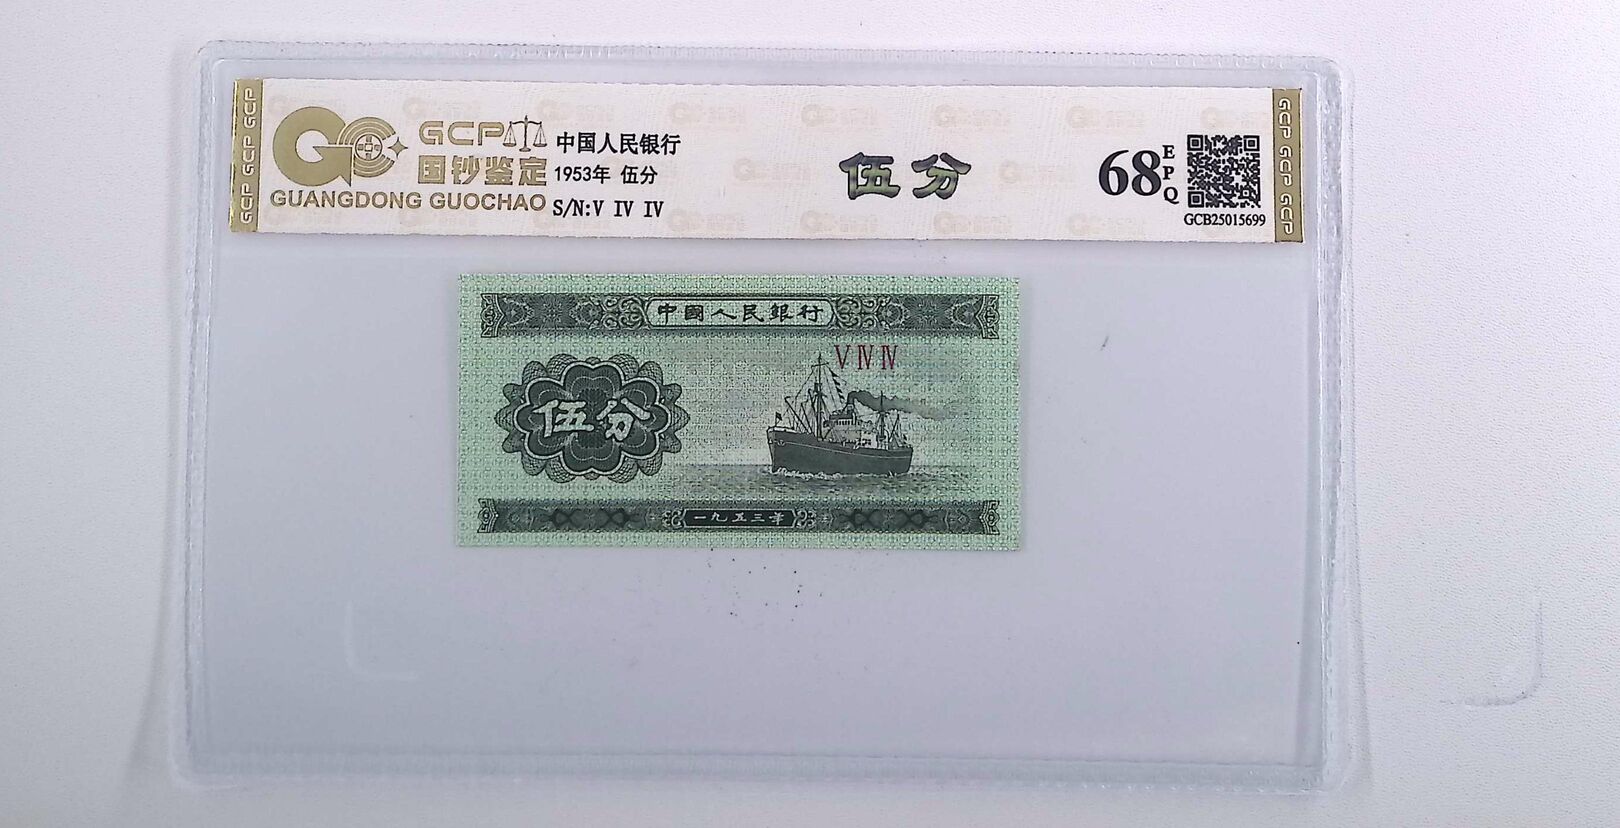 GCP GCP GCP
GCP
国钞鉴定
GUANGDONG GUOCHAO
中国人民银行
1953年 伍分
S/N:V IV IV
伍分
68
EPQ
GCB25015699
GCP GCP GCP
中國人民銀行
V IV IV
伍分
一九五三年